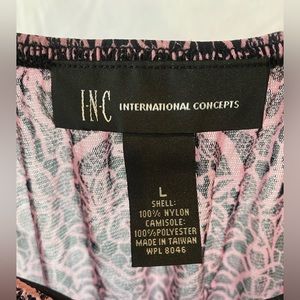 I·N·C INTERNATIONAL CONCEPTS
L
SHELL:
100% NYLON
CAMISOLE:
100%POLYESTER
MADE IN TAIWAN
WPL 8046